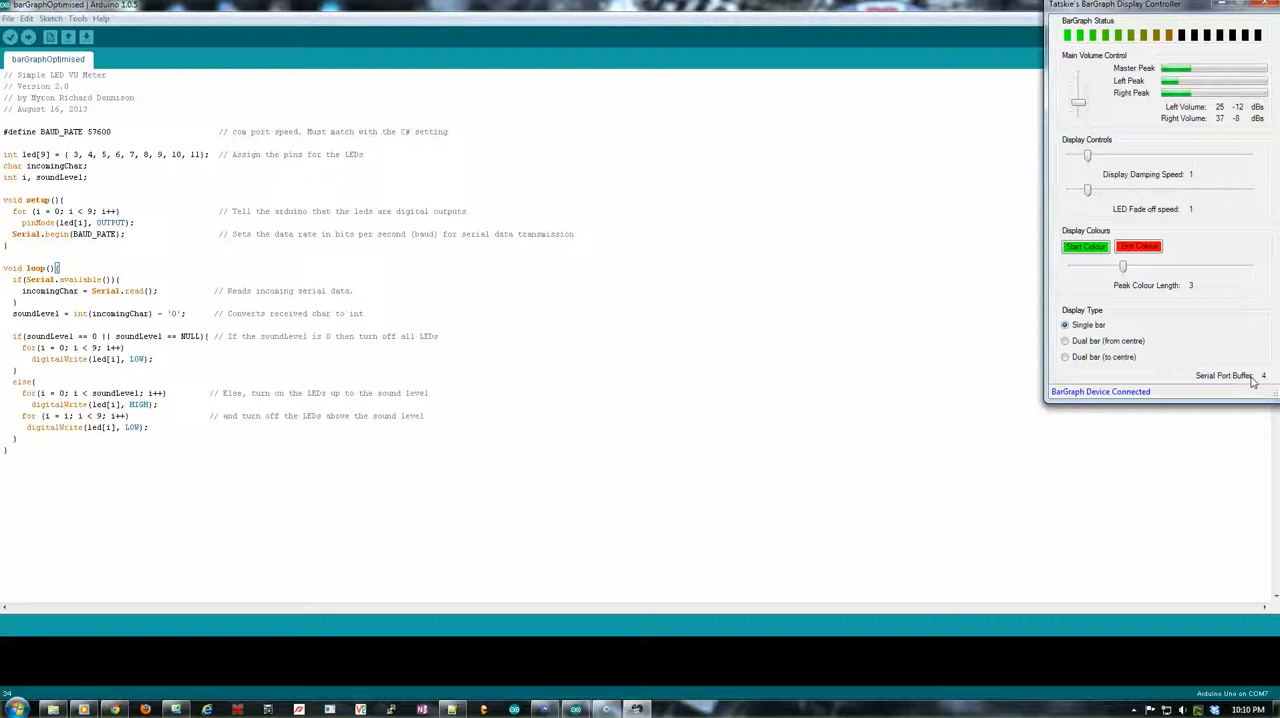 barGraphOptimised | Arduino 1.0.5
File Edit Sketch Tools Help
barGraphOptimised
// Simple LED VU Meter
// Version 2.0
// by Myron Richard Dennison
// August 16, 2013
#define BAUD_RATE 57600 // com port speed. Must match with the C# setting
int led[9] = { 3, 4, 5, 6, 7, 8, 9, 10, 11}; // Assign the pins for the LEDs
char incomingChar;
int i, soundLevel;
void setup(){
for (i = 0; i < 9; i++) // Tell the arduino that the leds are digital outputs
pinMode(led[i], OUTPUT);
Serial.begin(BAUD_RATE); // Sets the data rate in bits per second (baud) for serial data transmission
}
void loop(){
if(Serial.available()){
incomingChar = Serial.read(); // Reads incoming serial data.
}
soundLevel = int(incomingChar) - '0'; // Converts received char to int
if(soundLevel == 0 || soundLevel == NULL){ // If the soundLevel is 0 then turn off all LEDs
for(i = 0; i < 9; i++)
digitalWrite(led[i], LOW);
}
else{
for(i = 0; i < soundLevel; i++) // Else, turn on the LEDs up to the sound level
digitalWrite(led[i], HIGH);
for (i = i; i < 9; i++) // and turn off the LEDs above the sound level
digitalWrite(led[i], LOW);
}
}
34
Arduino Uno on COM7
Tatskie's BarGraph Display Controller
BarGraph Status
Main Volume Control
Master Peak
Left Peak
Right Peak
Left Volume: 25 -12 dBs
Right Volume: 37 -8 dBs
Display Controls
Display Damping Speed: 1
LED Fade off speed: 1
Display Colours
Start Colour End Colour
Peak Colour Length: 3
Display Type
Single bar
Dual bar (from centre)
Dual bar (to centre)
Serial Port Buffer: 4
BarGraph Device Connected
10:10 PM